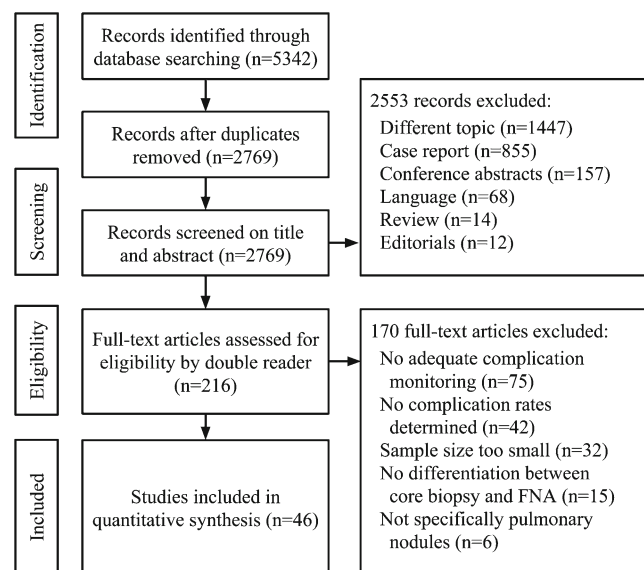 Identification
Records identified through
database searching (n=5342)
Records after duplicates
removed (n=2769)
Screening
Records screened on title
and abstract (n=2769)
2553 records excluded:
Different topic (n=1447)
Case report (n=855)
Conference abstracts (n=157)
Language (n=68)
Review (n=14)
Editorials (n=12)
Eligibility
Full-text articles assessed for
eligibility by double reader
(n=216)
170 full-text articles excluded:
No adequate complication
monitoring (n=75)
No complication rates
determined (n=42)
Sample size too small (n=32)
No differentiation between
core biopsy and FNA (n=15)
Not specifically pulmonary
nodules (n=6)
Included
Studies included in
quantitative synthesis (n=46)